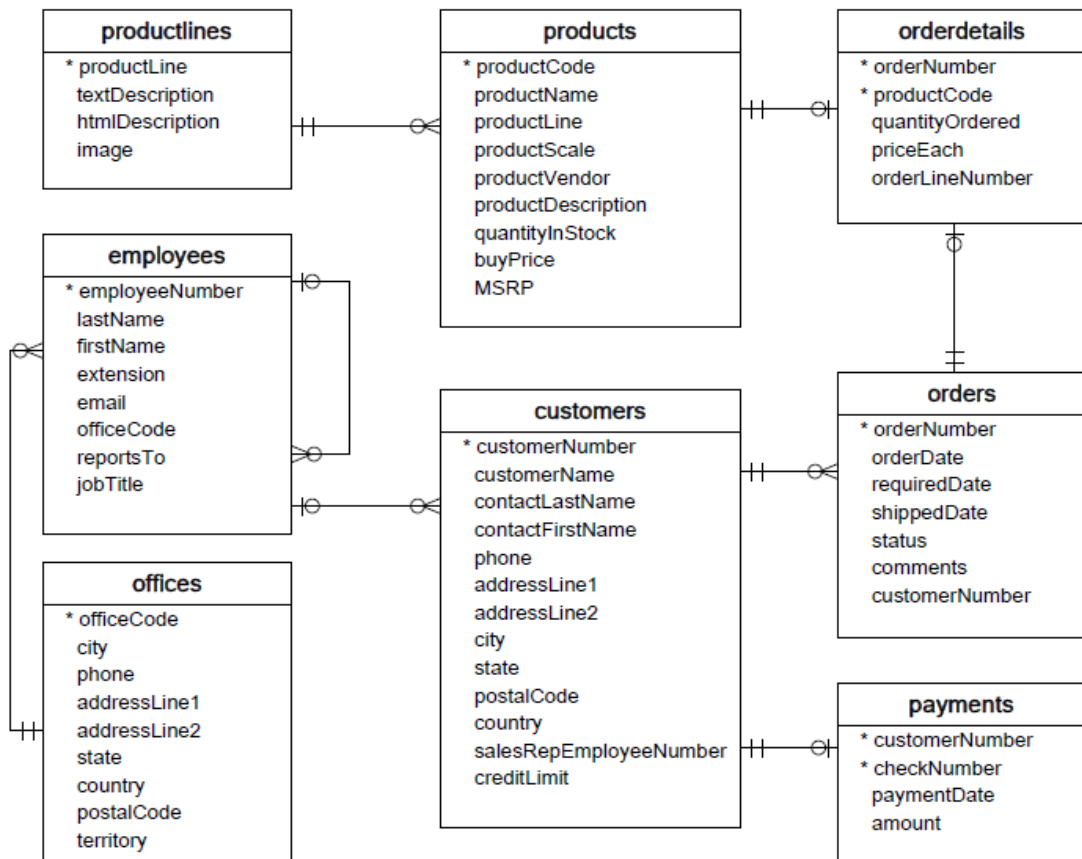 productlines
* productLine
textDescription
htmlDescription
image
products
* productCode
productName
productLine
productScale
productVendor
productDescription
quantityInStock
buyPrice
MSRP
orderdetails
* orderNumber
* productCode
quantityOrdered
priceEach
orderLineNumber
employees
* employeeNumber
lastName
firstName
extension
email
officeCode
reportsTo
jobTitle
customers
* customerNumber
customerName
contactLastName
contactFirstName
phone
addressLine1
addressLine2
city
state
postalCode
country
salesRepEmployeeNumber
creditLimit
orders
* orderNumber
orderDate
requiredDate
shippedDate
status
comments
customerNumber
offices
* officeCode
city
phone
addressLine1
addressLine2
state
country
postalCode
territory
payments
* customerNumber
* checkNumber
paymentDate
amount